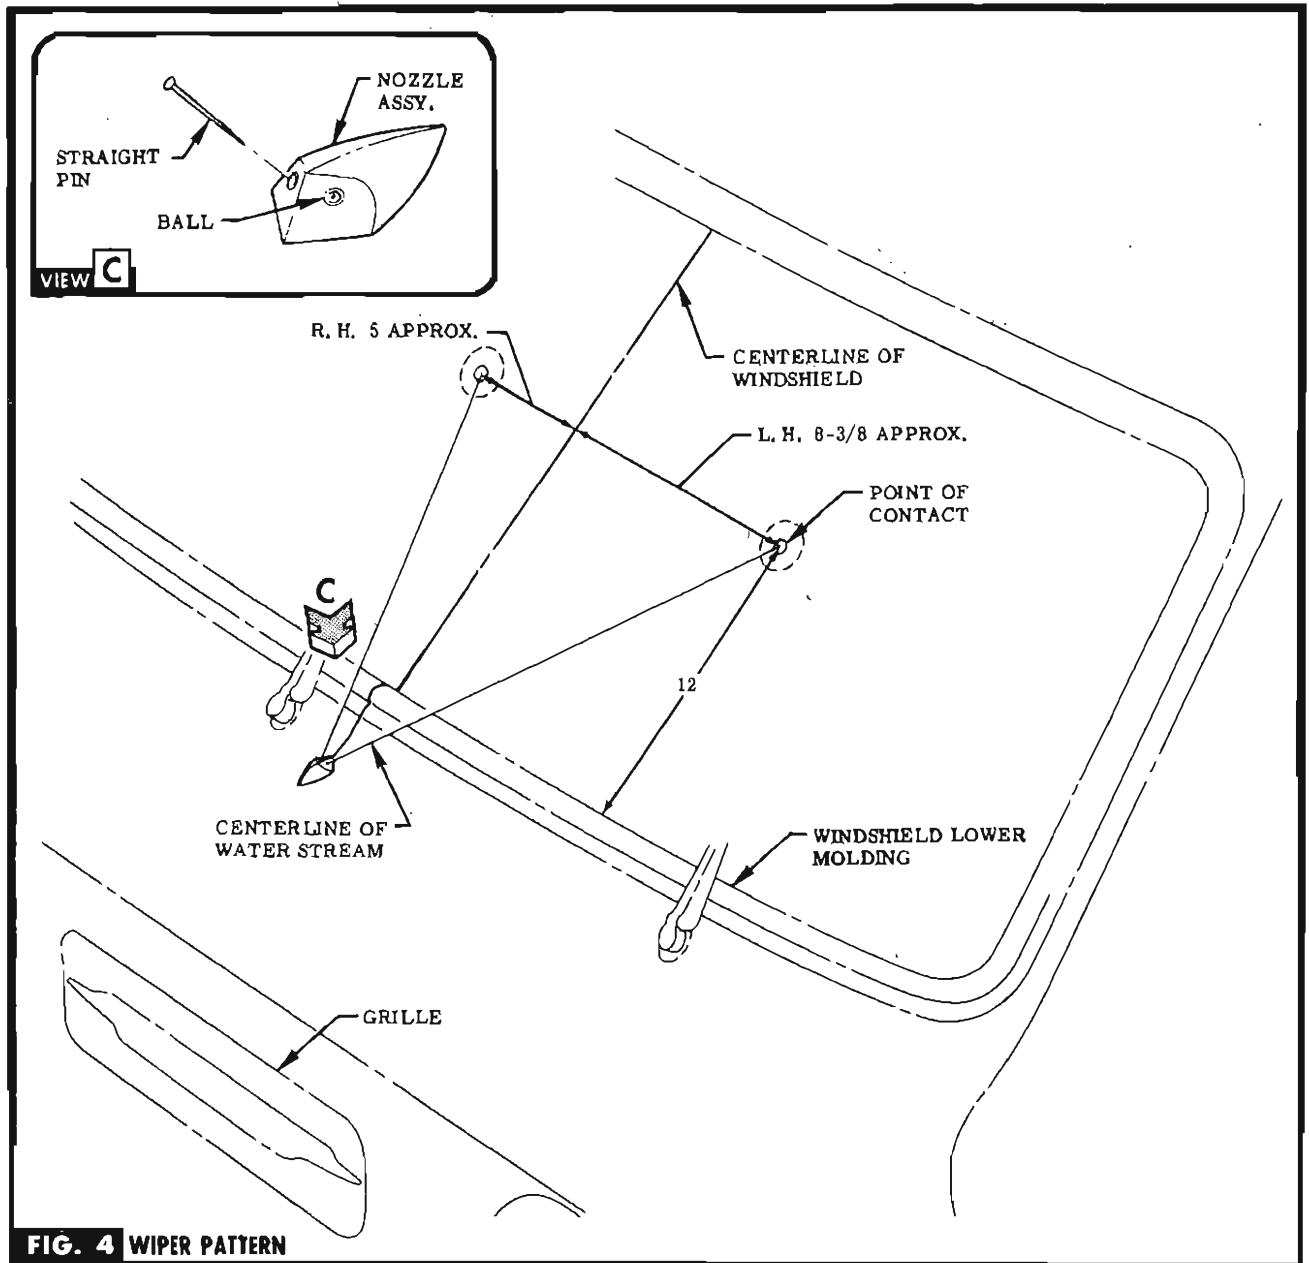 NOZZLE
ASSY.
STRAIGHT
PIN
BALL
VIEW C
R. H. 5 APPROX.
CENTERLINE OF
WINDSHIELD
L. H. 8-3/8 APPROX.
POINT OF
CONTACT
C
12
CENTERLINE OF
WATER STREAM
WINDSHIELD LOWER
MOLDING
GRILLE
FIG. 4 WIPER PATTERN